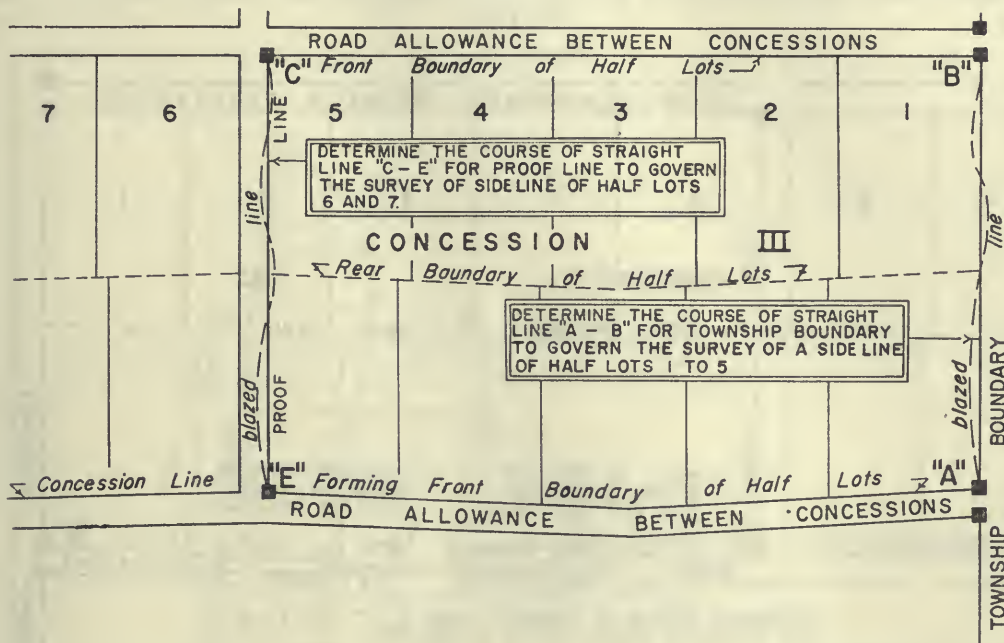 ROAD ALLOWANCE BETWEEN CONCESSIONS
"C" Front Boundary of Half Lots "B"
7 6 5 4 3 2 1
LINE
DETERMINE THE COURSE OF STRAIGHT
LINE "C-E" FOR PROOF LINE TO GOVERN
THE SURVEY OF SIDELINE OF HALF LOTS
6 AND 7.
line
line
CONCESSION III
Rear Boundary of Half Lots
DETERMINE THE COURSE OF STRAIGHT
LINE "A - B" FOR TOWNSHIP BOUNDARY
TO GOVERN THE SURVEY OF A SIDE LINE
OF HALF LOTS 1 TO 5
blazed
PROOF
blazed
BOUNDARY
Concession Line "E" Forming Front Boundary of Half Lots "A"
ROAD ALLOWANCE BETWEEN CONCESSIONS
TOWNSHIP